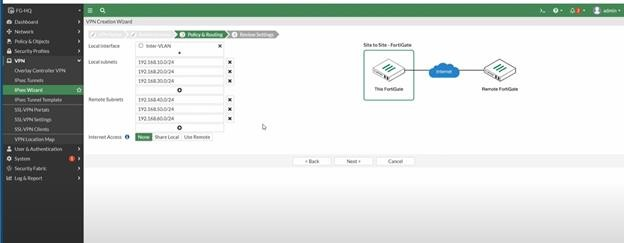 FG-HQ
admin
Dashboard
Network
Policy & Objects
Security Profiles
VPN
Overlay Controller VPN
IPsec Tunnels
IPsec Wizard
IPsec Tunnel Template
SSL-VPN Portals
SSL-VPN Settings
SSL-VPN Clients
VPN Location Map
User & Authentication
System
Security Fabric
Log & Report
VPN Creation Wizard
Policy & Routing
Review Settings
Local interface
Inter-VLAN
Local subnets
192.168.10.0/24
192.168.20.0/24
192.168.30.0/24
Remote Subnets
192.168.40.0/24
192.168.50.0/24
192.168.60.0/24
Internet Access
None
Share Local
Use Remote
Site to Site - FortiGate
Internet
This FortiGate
Remote FortiGate
< Back
Next >
Cancel